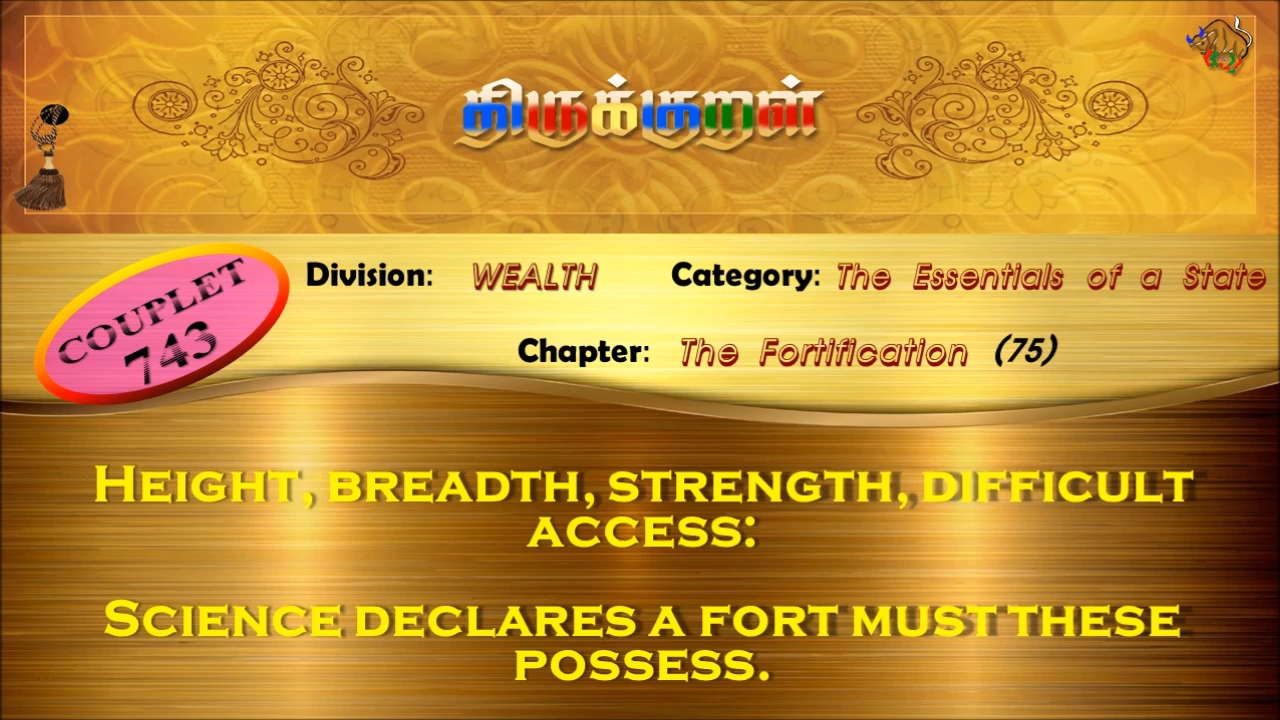 திருக்குறள்
COUPLET
743
Division: WEALTH Category: The Essentials of a State
Chapter: The Fortification (75)
HEIGHT, BREADTH, STRENGTH, DIFFICULT
ACCESS:
SCIENCE DECLARES A FORT MUST THESE
POSSESS.